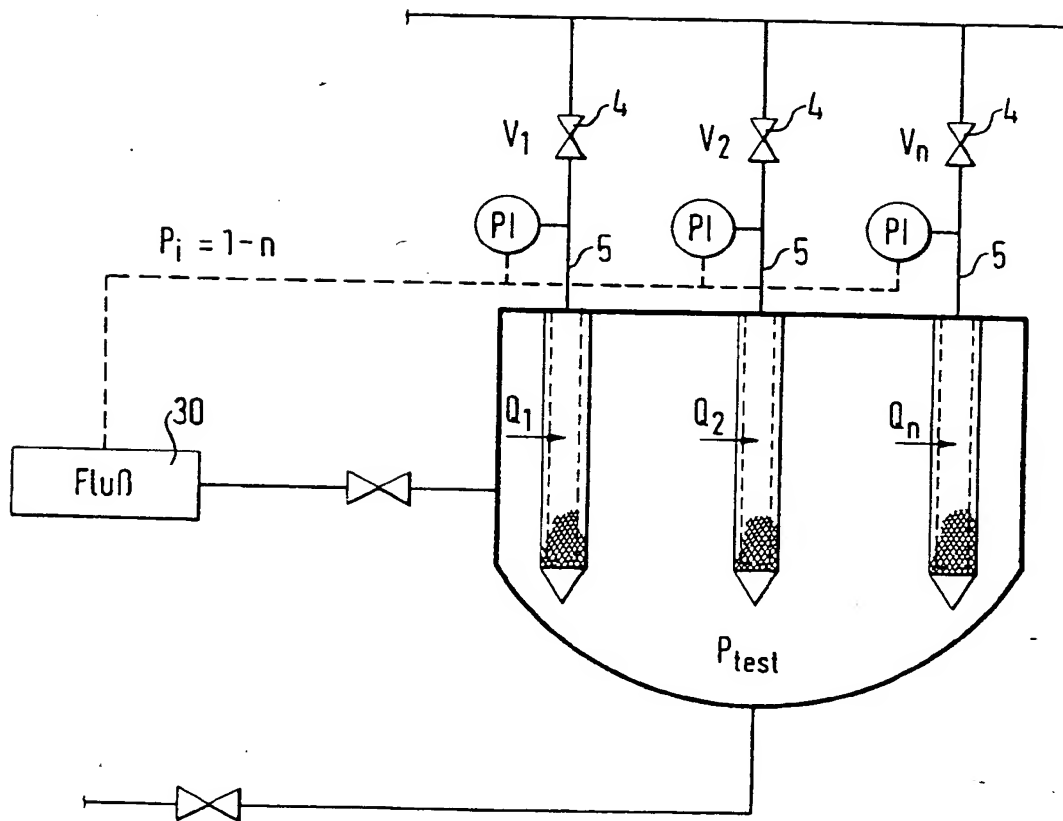 4 4 4
V1 V2 Vn
PI PI PI
Pi = 1-n
5 5 5
30
Q1 Q2 Qn
Fluß
Ptest